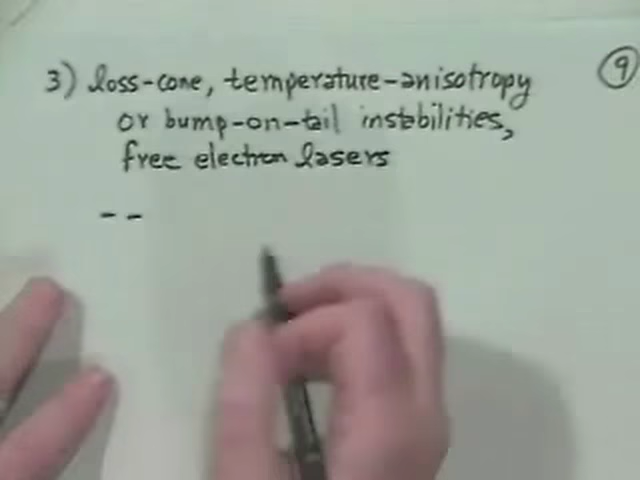 3) loss-cone, temperature-anisotropy
or bump-on-tail instabilities,
free electron lasers
--
9